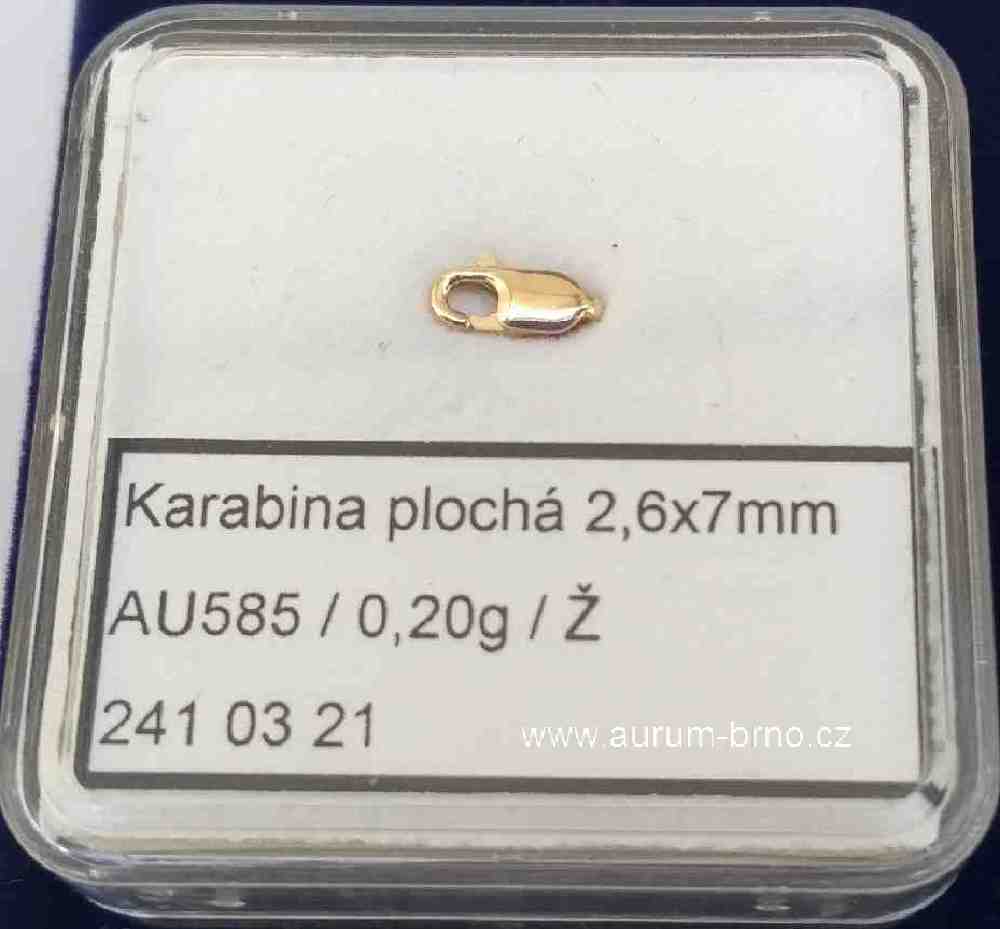 Karabina plochá 2,6x7mm
AU585 / 0,20g / Ž
241 03 21
www.aurum-brno.cz